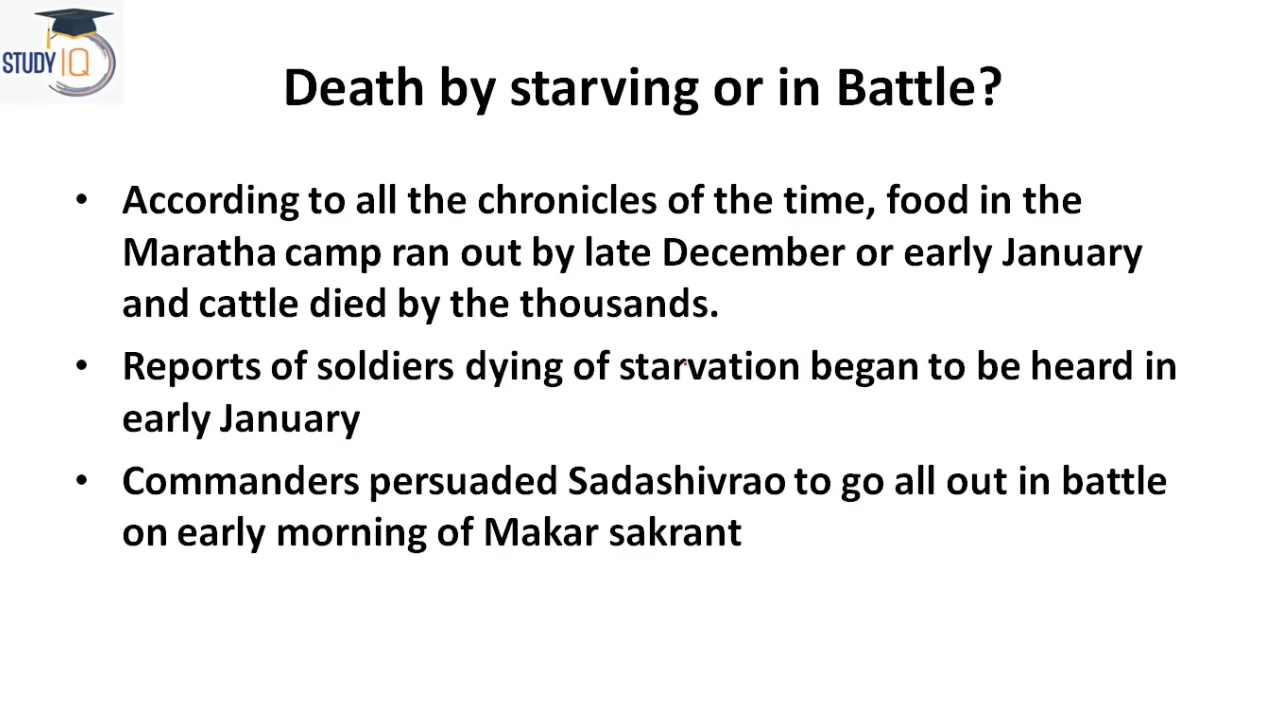 STUDY IQ
Death by starving or in Battle?
• According to all the chronicles of the time, food in the
Maratha camp ran out by late December or early January
and cattle died by the thousands.
• Reports of soldiers dying of starvation began to be heard in
early January
• Commanders persuaded Sadashivrao to go all out in battle
on early morning of Makar sakrant